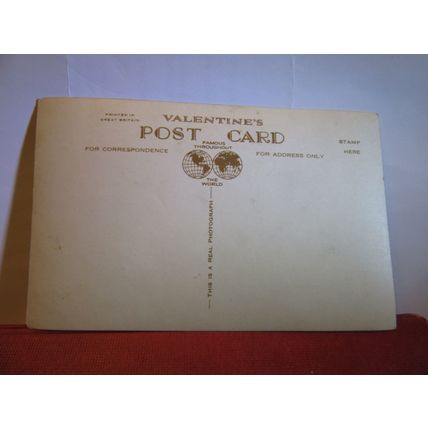 PRINTED IN
GREAT BRITAIN
VALENTINE'S
POST CARD
STAMP
HERE
FOR CORRESPONDENCE
FAMOUS
THROUGHOUT
THE
WORLD
FOR ADDRESS ONLY
THIS IS A REAL PHOTOGRAPH